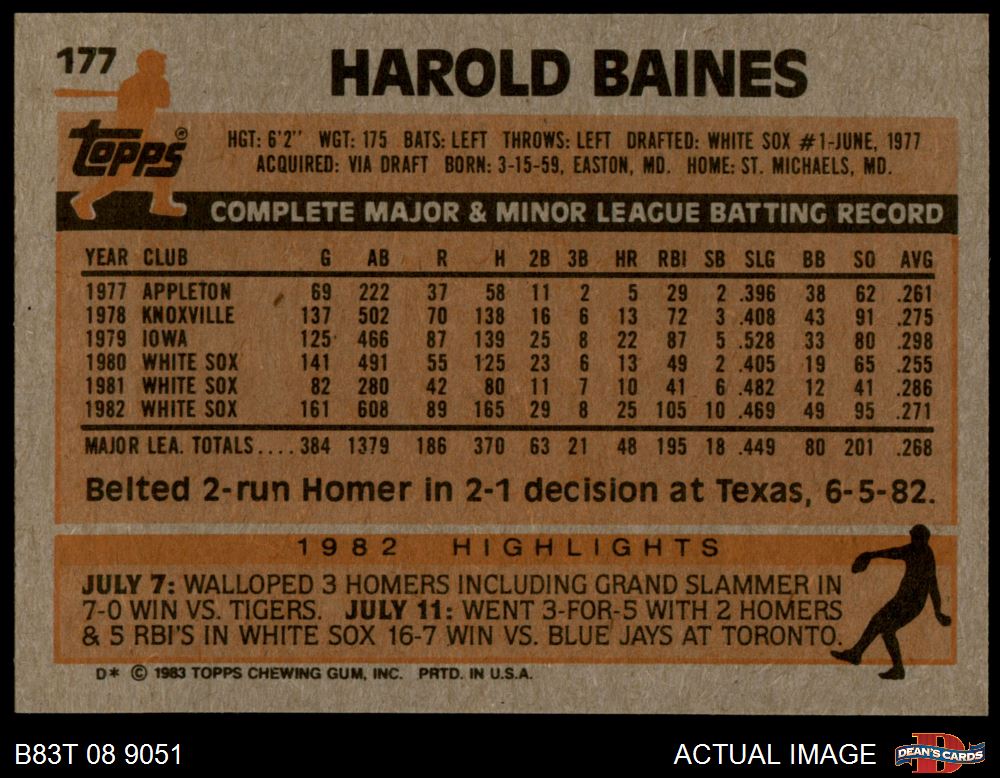 177
HAROLD BAINES
topps®
HGT: 6'2" WGT: 175 BATS: LEFT THROWS: LEFT DRAFTED: WHITE SOX #1-JUNE, 1977
ACQUIRED: VIA DRAFT BORN: 3-15-59, EASTON, MD. HOME: ST. MICHAELS, MD.
COMPLETE MAJOR & MINOR LEAGUE BATTING RECORD
YEAR CLUB G AB R H 2B 3B HR RBI SB SLG BB SO AVG
1977 APPLETON 69 222 37 58 11 2 5 29 2 .396 38 62 .261
1978 KNOXVILLE 137 502 70 138 16 6 13 72 3 .408 43 91 .275
1979 IOWA 125 466 87 139 25 8 22 87 5 .528 33 80 .298
1980 WHITE SOX 141 491 55 125 23 6 13 49 2 .405 19 65 .255
1981 WHITE SOX 82 280 42 80 11 7 10 41 6 .482 12 41 .286
1982 WHITE SOX 161 608 89 165 29 8 25 105 10 .469 49 95 .271
MAJOR LEA. TOTALS.... 384 1379 186 370 63 21 48 195 18 .449 80 201 .268
Belted 2-run Homer in 2-1 decision at Texas, 6-5-82.
1982 HIGHLIGHTS
JULY 7: WALLOPED 3 HOMERS INCLUDING GRAND SLAMMER IN
7-0 WIN VS. TIGERS. JULY 11: WENT 3-FOR-5 WITH 2 HOMERS
& 5 RBI'S IN WHITE SOX 16-7 WIN VS. BLUE JAYS AT TORONTO.
D* © 1983 TOPPS CHEWING GUM, INC. PRTD. IN U.S.A.
B83T 08 9051
ACTUAL IMAGE
D
DEAN'S CARDS